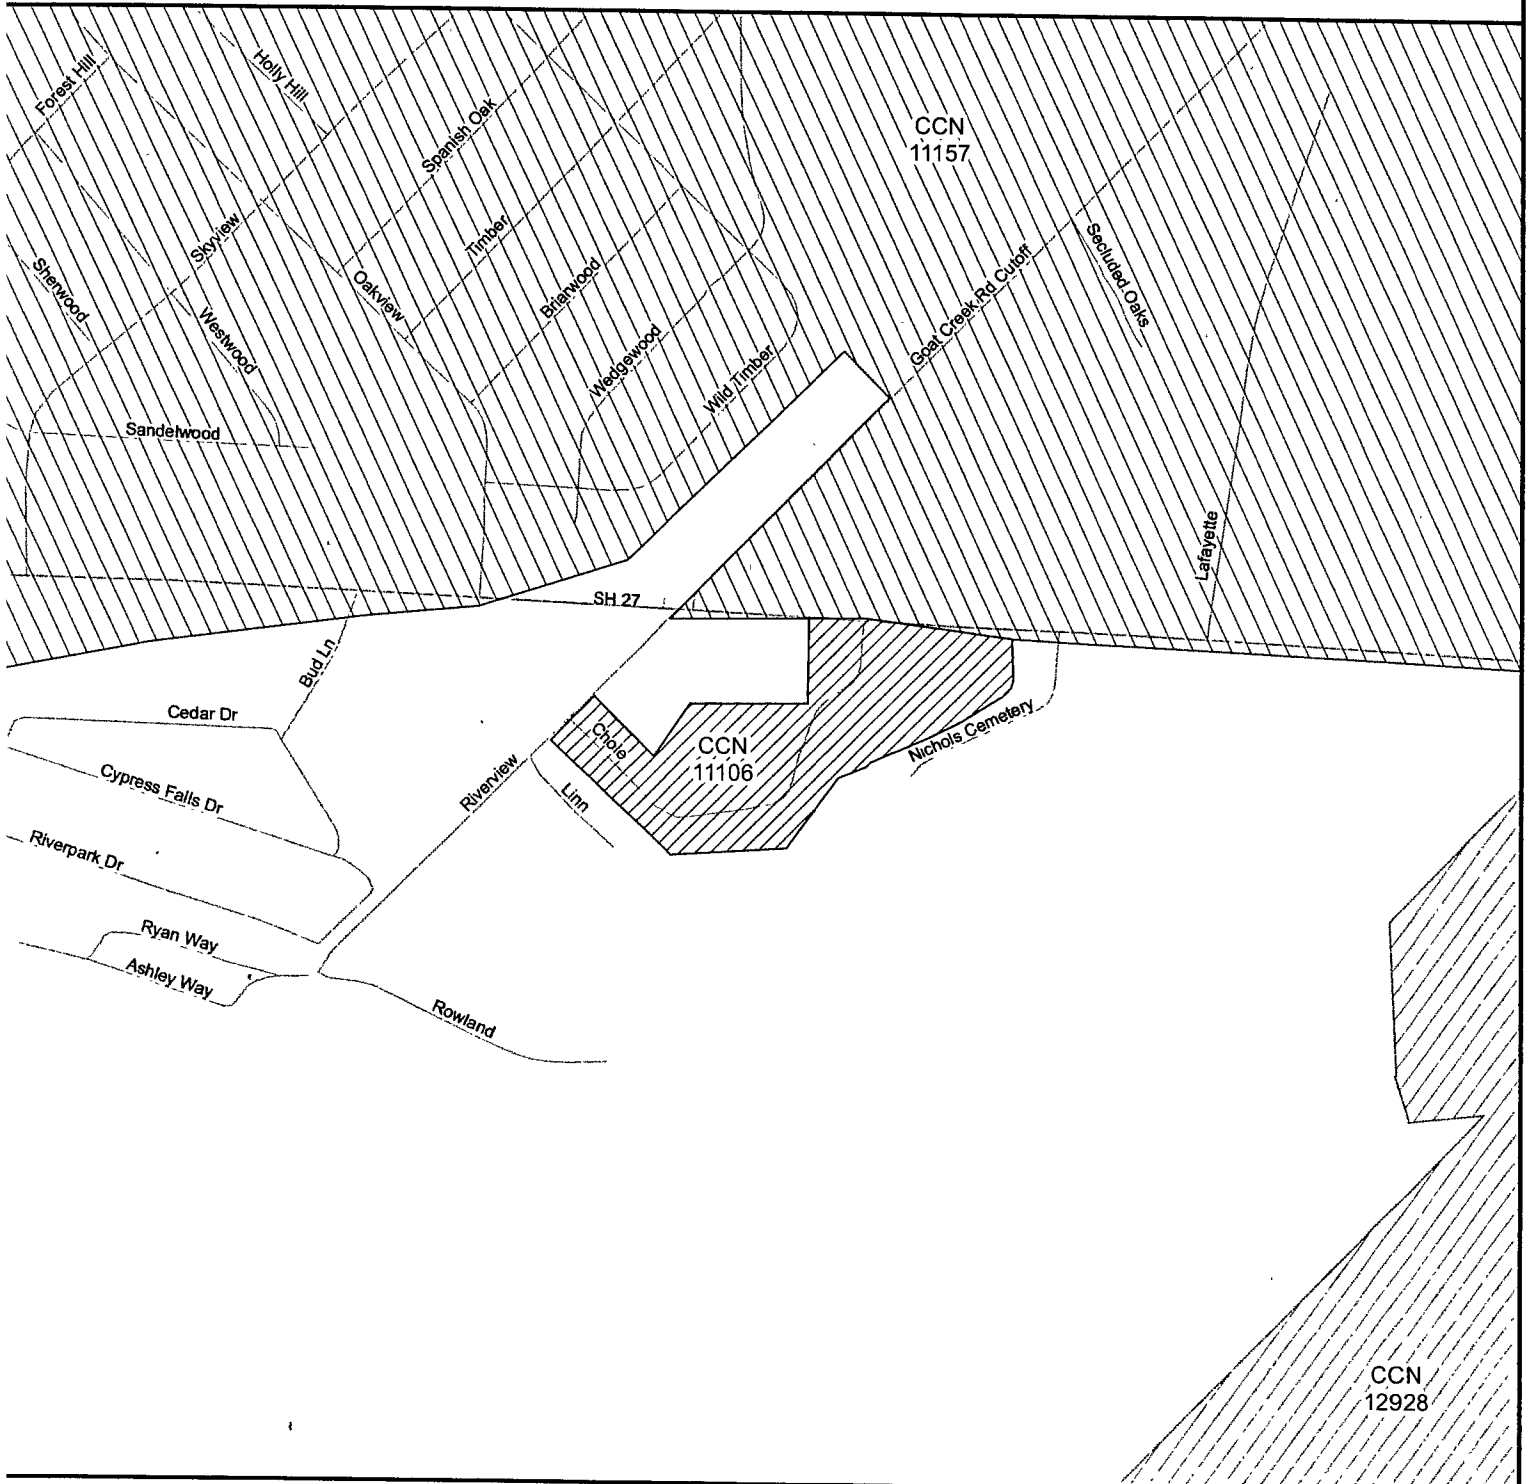 Forest Hill
Holly Hill
Spanish Oak
CCN
11157
Skyview
Timber
Sherwood
Westwood
Oakview
Briarwood
Secluded Oaks
Goat Creek Rd Cutoff
Wedgewood
Wild Timber
Sandelwood
Lafayette
SH 27
Bud Ln
Cedar Dr
Chole
CCN
11106
Nichols Cemetery
Cypress Falls Dr
Riverview
Linn
Riverpark Dr
Ryan Way
Ashley Way
Rowland
CCN
12928